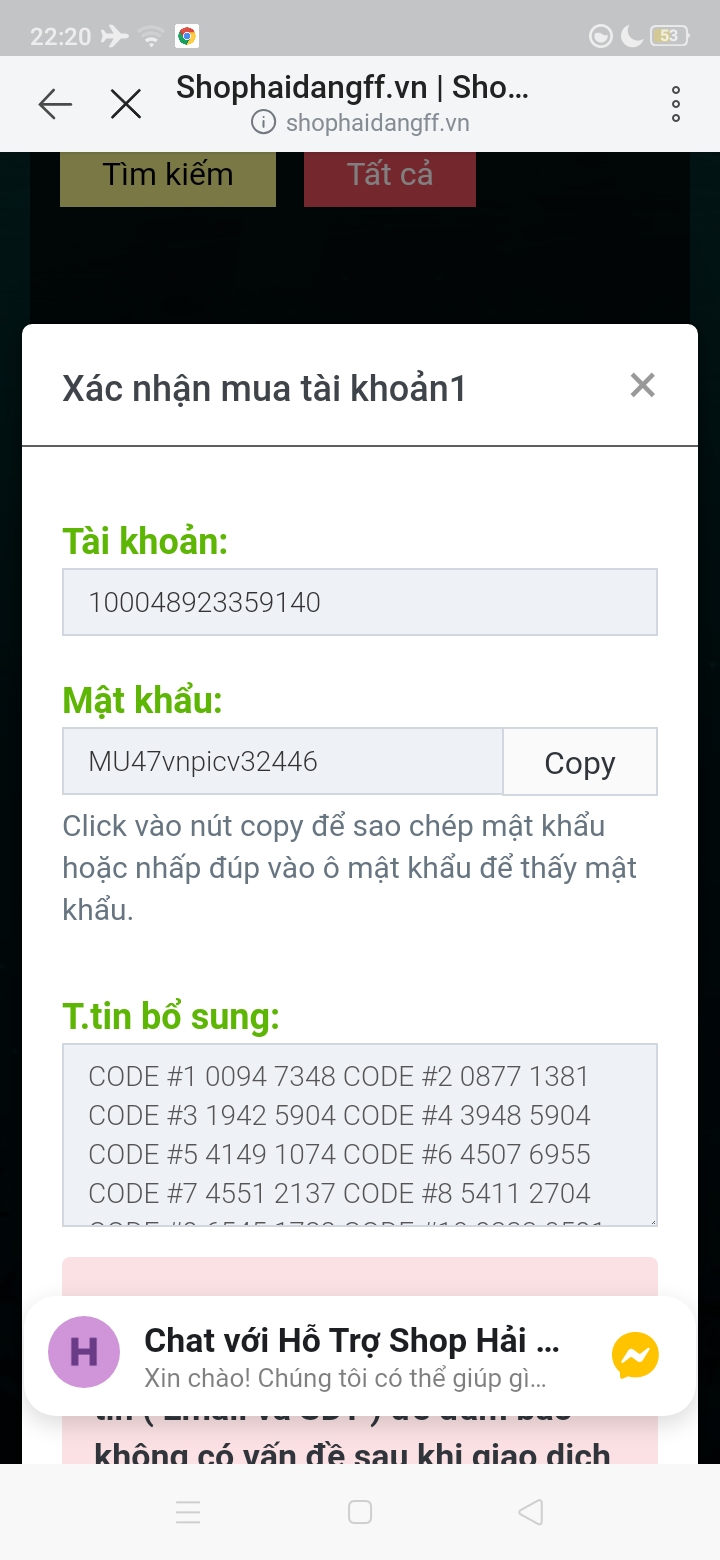 22:20
53
Shophaidangff.vn | Sho...
shophaidangff.vn
Tìm kiếm
Tất cả
Xác nhận mua tài khoản1
Tài khoản:
100048923359140
Mật khẩu:
MU47vnpicv32446
Copy
Click vào nút copy để sao chép mật khẩu
hoặc nhấp đúp vào ô mật khẩu để thấy mật
khẩu.
T.tin bổ sung:
CODE #1 0094 7348 CODE #2 0877 1381
CODE #3 1942 5904 CODE #4 3948 5904
CODE #5 4149 1074 CODE #6 4507 6955
CODE #7 4551 2137 CODE #8 5411 2704
H
Chat với Hỗ Trợ Shop Hải ...
Xin chào! Chúng tôi có thể giúp gì...
không có vấn đề sau khi giao dịch